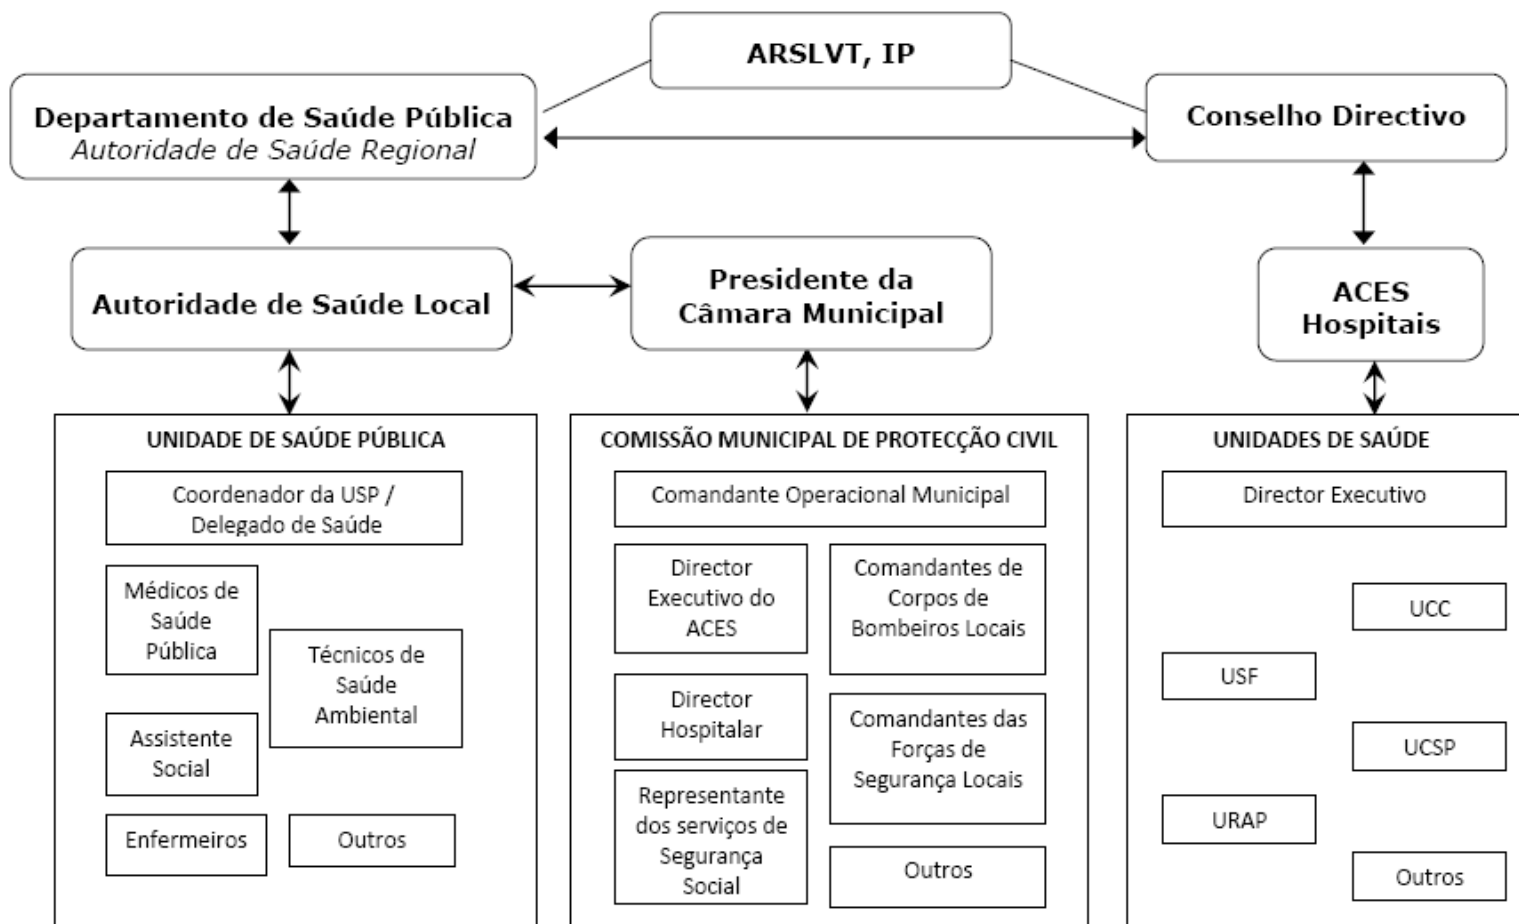 ARSLVT, IP
Departamento de Saúde Pública
Autoridade de Saúde Regional
Conselho Directivo
Autoridade de Saúde Local
Presidente da
Câmara Municipal
ACES
Hospitais
UNIDADE DE SAÚDE PÚBLICA
Coordenador da USP /
Delegado de Saúde
Médicos de
Saúde
Pública
Técnicos de
Saúde
Ambiental
Assistente
Social
Enfermeiros
Outros
COMISSÃO MUNICIPAL DE PROTECÇÃO CIVIL
Comandante Operacional Municipal
Director
Executivo do
ACES
Comandantes de
Corpos de
Bombeiros Locais
Director
Hospitalar
Comandantes das
Forças de
Segurança Locais
Representante
dos serviços de
Segurança
Social
Outros
UNIDADES DE SAÚDE
Director Executivo
UCC
USF
UCSP
URAP
Outros